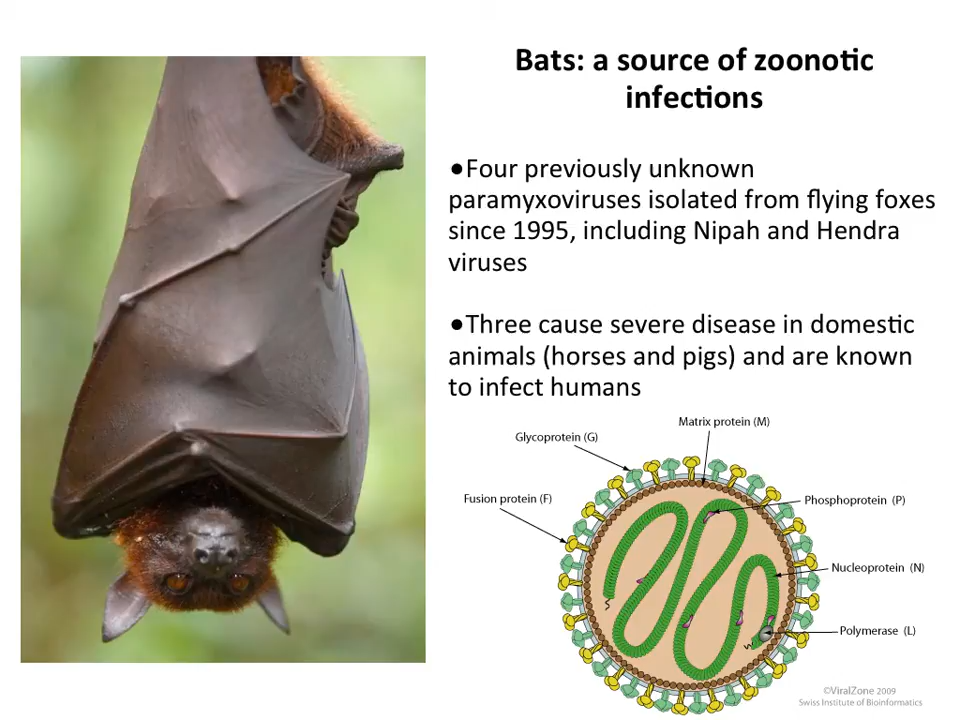 Bats: a source of zoonotic
infections
●Four previously unknown
paramyxoviruses isolated from flying foxes
since 1995, including Nipah and Hendra
viruses
●Three cause severe disease in domestic
animals (horses and pigs) and are known
to infect humans
Matrix protein (M)
Glycoprotein (G)
Fusion protein (F)
Phosphoprotein (P)
Nucleoprotein (N)
Polymerase (L)
©ViralZone 2009
Swiss Institute of Bioinformatics